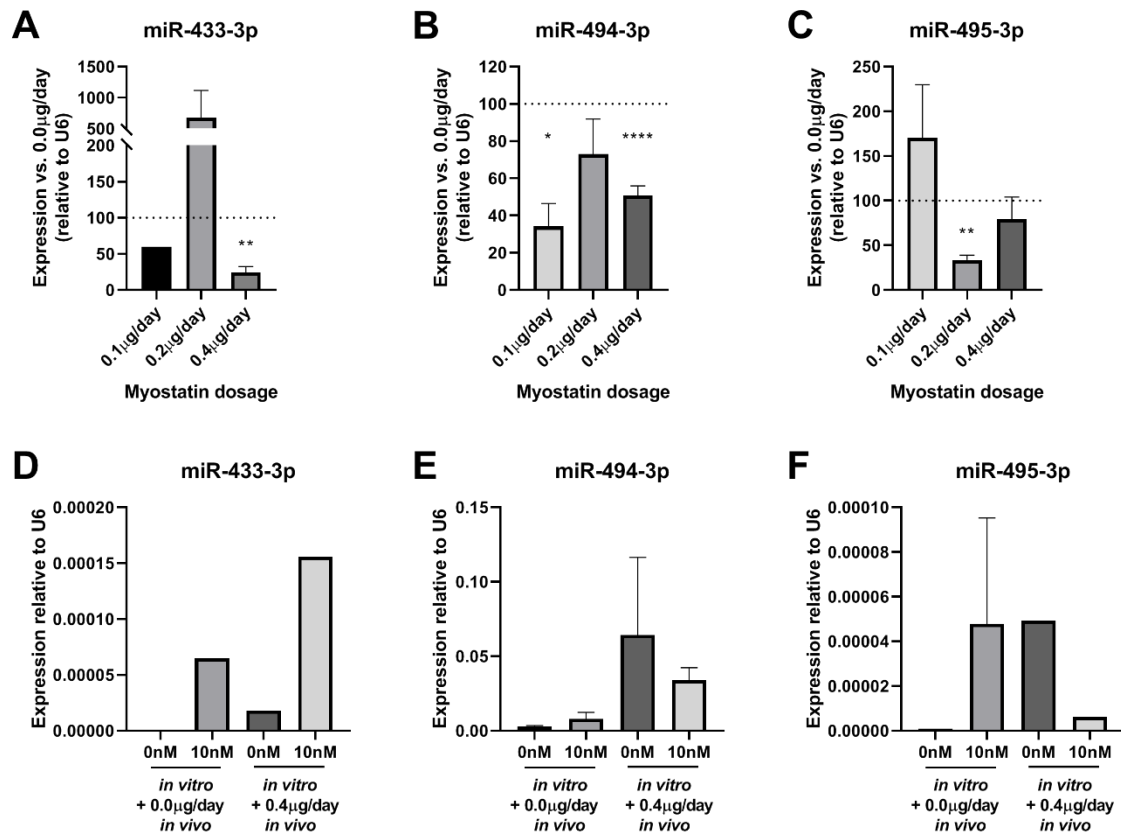 A
miR-433-3p
Expression vs. 0.0µg/day
(relative to U6)
1500
1000
500
200
150
100
50
0
**
0.1µg/day
0.2µg/day
0.4µg/day
Myostatin dosage
B
miR-494-3p
Expression vs. 0.0µg/day
(relative to U6)
120
100
80
60
40
20
0
*
****
0.1µg/day
0.2µg/day
0.4µg/day
Myostatin dosage
C
miR-495-3p
Expression vs. 0.0µg/day
(relative to U6)
250
200
150
100
50
0
**
0.1µg/day
0.2µg/day
0.4µg/day
Myostatin dosage
D
miR-433-3p
Expression relative to U6
0.00020
0.00015
0.00010
0.00005
0.00000
0nM 10nM 0nM 10nM
in vitro in vitro
+ 0.0µg/day + 0.4µg/day
in vivo in vivo
E
miR-494-3p
Expression relative to U6
0.15
0.10
0.05
0.00
0nM 10nM 0nM 10nM
in vitro in vitro
+ 0.0µg/day + 0.4µg/day
in vivo in vivo
F
miR-495-3p
Expression relative to U6
0.00010
0.00008
0.00006
0.00004
0.00002
0.00000
0nM 10nM 0nM 10nM
in vitro in vitro
+ 0.0µg/day + 0.4µg/day
in vivo in vivo